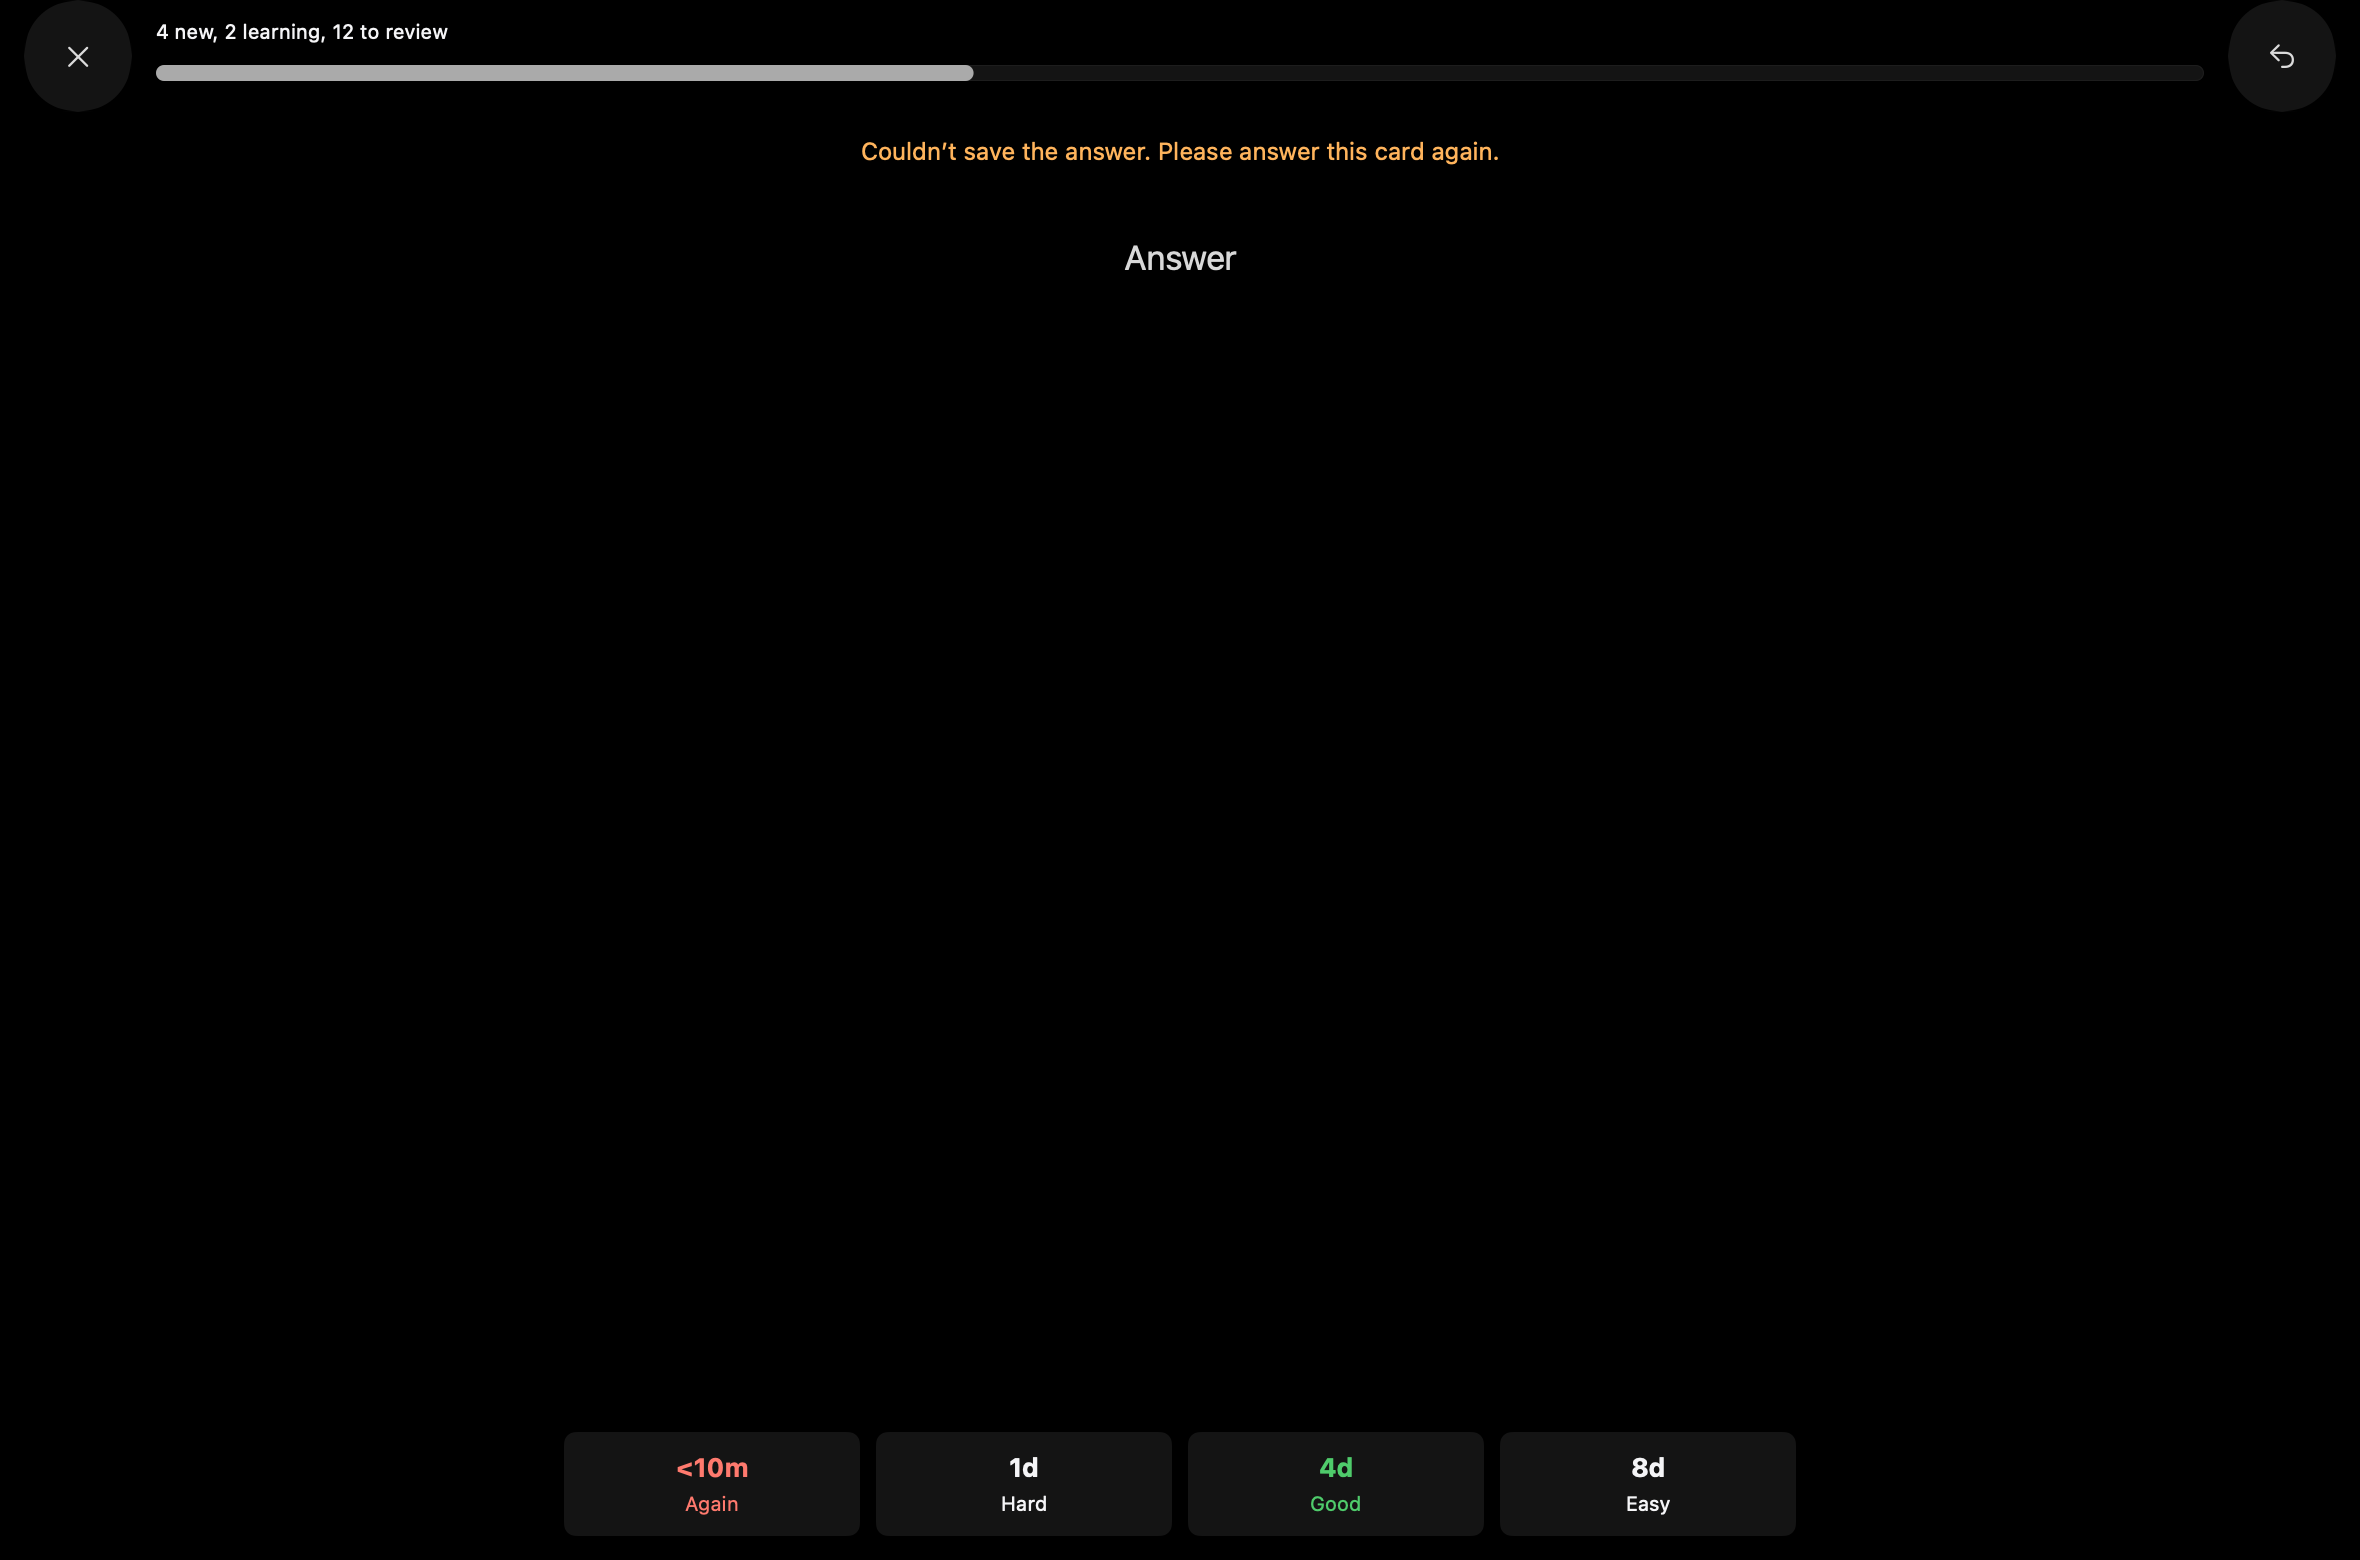 4 new, 2 learning, 12 to review
Couldn’t save the answer. Please answer this card again.
Answer
<10m
Again
1d
Hard
4d
Good
8d
Easy